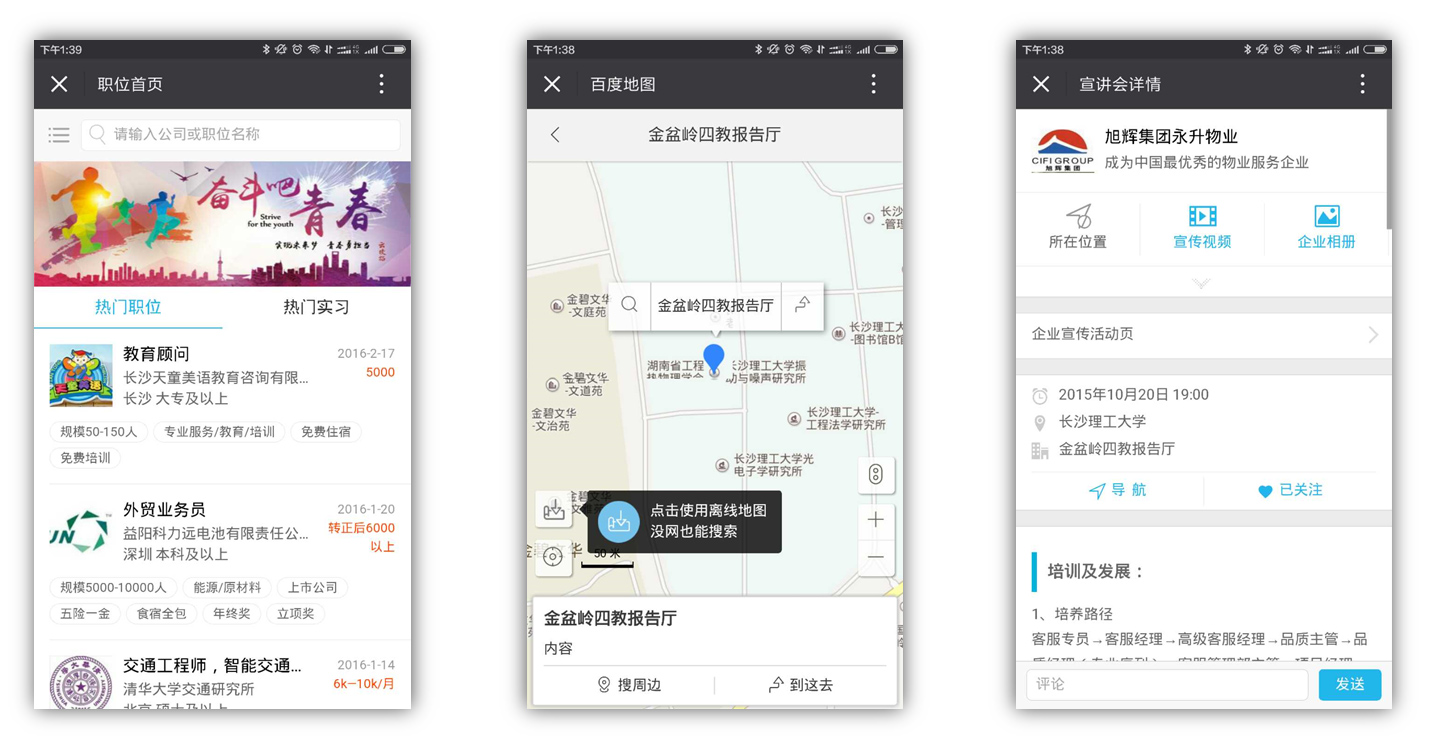 下午1:39
职位首页
请输入公司或职位名称
奋斗吧
青春
Strive
for the youth
实现未来梦 青春勇担当
热门职位
热门实习
教育顾问
2016-2-17
长沙天童美语教育咨询有限...
5000
长沙 大专及以上
规模50-150人
专业服务/教育/培训
免费住宿
免费培训
外贸业务员
2016-1-20
益阳科力远电池有限责任公...
转正后6000
以上
深圳 本科及以上
规模5000-10000人
能源/原材料
上市公司
五险一金
食宿全包
年终奖
立项奖
交通工程师，智能交通...
2016-1-14
清华大学交通研究所
6k—10k/月
北京 硕士及以上
下午1:38
百度地图
金盆岭四教报告厅
长沙
-管理
金碧文华
-文庭苑
金盆岭四教报告厅
长沙理工大
-图书馆B馆
湖南省工程
热物理学会
长沙理工大学振
动与噪声研究所
金碧文华
-文道苑
金碧文华
-文治苑
长沙理工大学-
工程法学研究所
长沙理工大学光
电子学研究所
点击使用离线地图
没网也能搜索
50 米
金盆岭四教报告厅
内容
搜周边
到这去
下午1:38
宣讲会详情
旭辉集团永升物业
CIFI GROUP
旭辉集团
成为中国最优秀的物业服务企业
所在位置
宣传视频
企业相册
企业宣传活动页
2015年10月20日 19:00
长沙理工大学
金盆岭四教报告厅
导 航
已关注
培训及发展：
1、培养路径
客服专员→客服经理→高级客服经理→品质主管→品
评论
发送